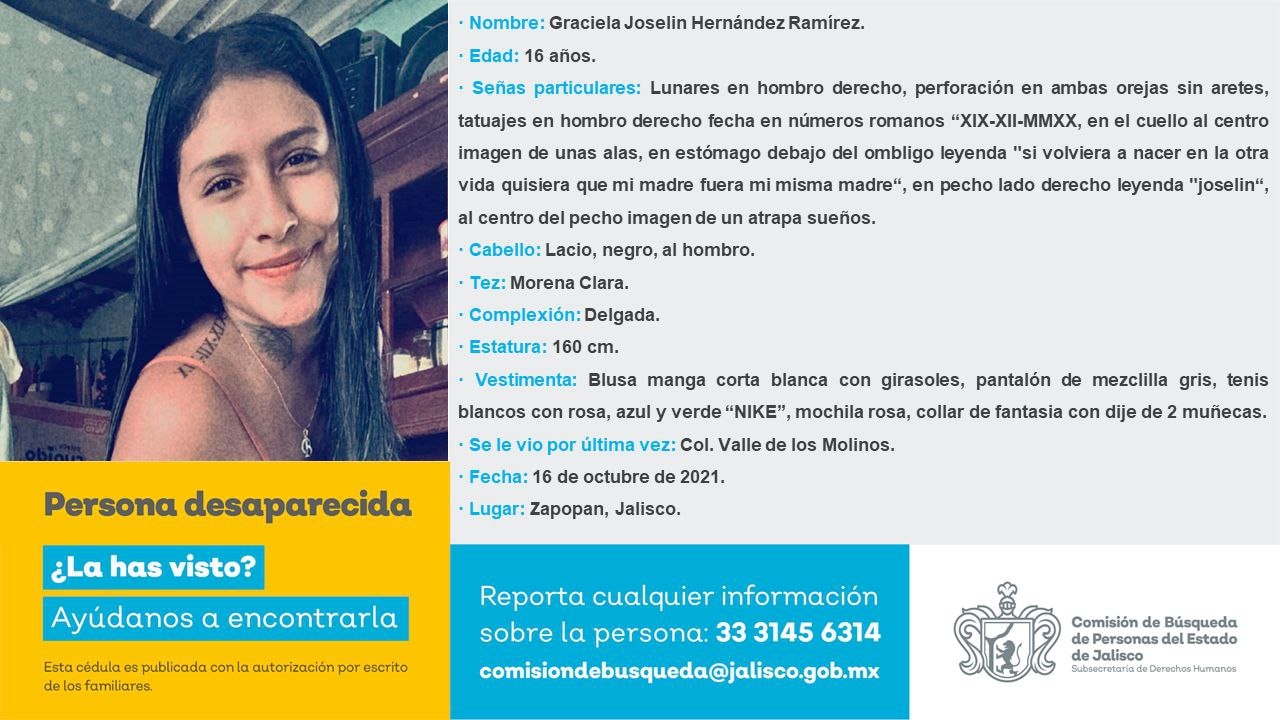 · Nombre: Graciela Joselin Hernández Ramírez.
· Edad: 16 años.
· Señas particulares: Lunares en hombro derecho, perforación en ambas orejas sin aretes,
tatuajes en hombro derecho fecha en números romanos “XIX-XII-MMXX, en el cuello al centro
imagen de unas alas, en estómago debajo del ombligo leyenda "si volviera a nacer en la otra
vida quisiera que mi madre fuera mi misma madre“, en pecho lado derecho leyenda "joselin“,
al centro del pecho imagen de un atrapa sueños.
· Cabello: Lacio, negro, al hombro.
· Tez: Morena Clara.
· Complexión: Delgada.
· Estatura: 160 cm.
· Vestimenta: Blusa manga corta blanca con girasoles, pantalón de mezclilla gris, tenis
blancos con rosa, azul y verde “NIKE”, mochila rosa, collar de fantasia con dije de 2 muñecas.
· Se le vio por última vez: Col. Valle de los Molinos.
· Fecha: 16 de octubre de 2021.
· Lugar: Zapopan, Jalisco.
Persona desaparecida
¿La has visto?
Ayúdanos a encontrarla
Esta cédula es publicada con la autorización por escrito
de los familiares.
Reporta cualquier información
sobre la persona: 33 3145 6314
comisiondebusqueda@jalisco.gob.mx
Comisión de Búsqueda
de Personas del Estado
de Jalisco
Subsecretaría de Derechos Humanos